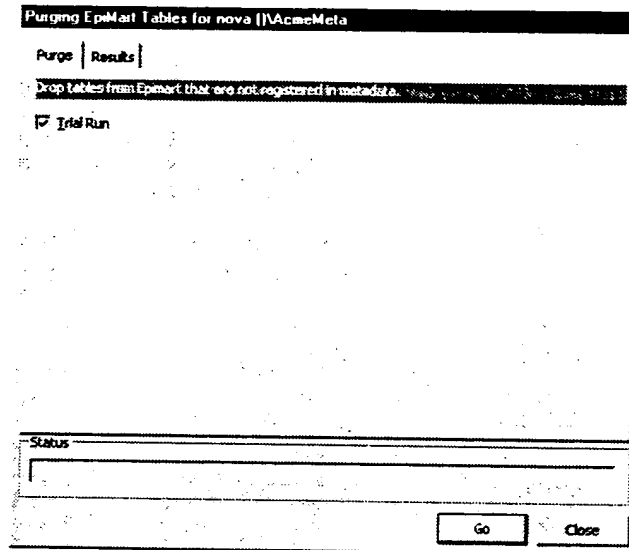 Purging EpiMart Tables for nova []\AcmeMeta
Purge Results
Drop tables from Epimart that are not registered in metadata.
Trial Run
Status
Go Close